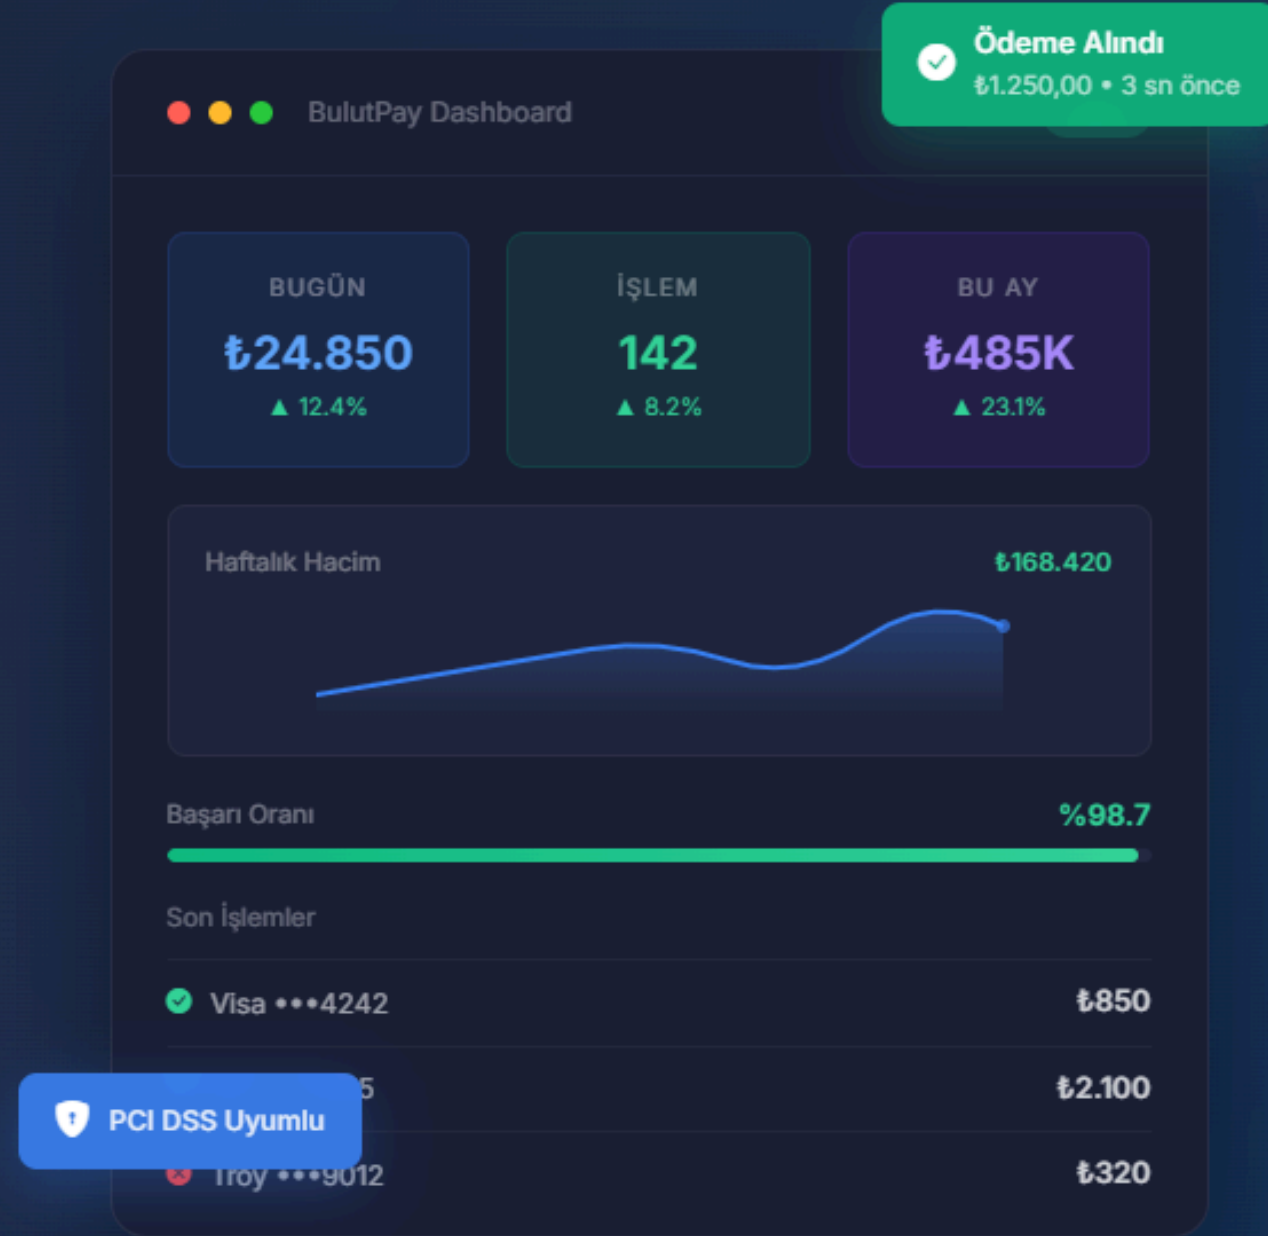 Ödeme Alındı
₺1.250,00 • 3 sn önce
BulutPay Dashboard
BUGÜN
₺24.850
▲ 12.4%
İŞLEM
142
▲ 8.2%
BU AY
₺485K
▲ 23.1%
Haftalık Hacim
₺168.420
Başarı Oranı
%98.7
Son İşlemler
Visa •••4242
₺850
5
₺2.100
PCI DSS Uyumlu
Troy •••9012
₺320